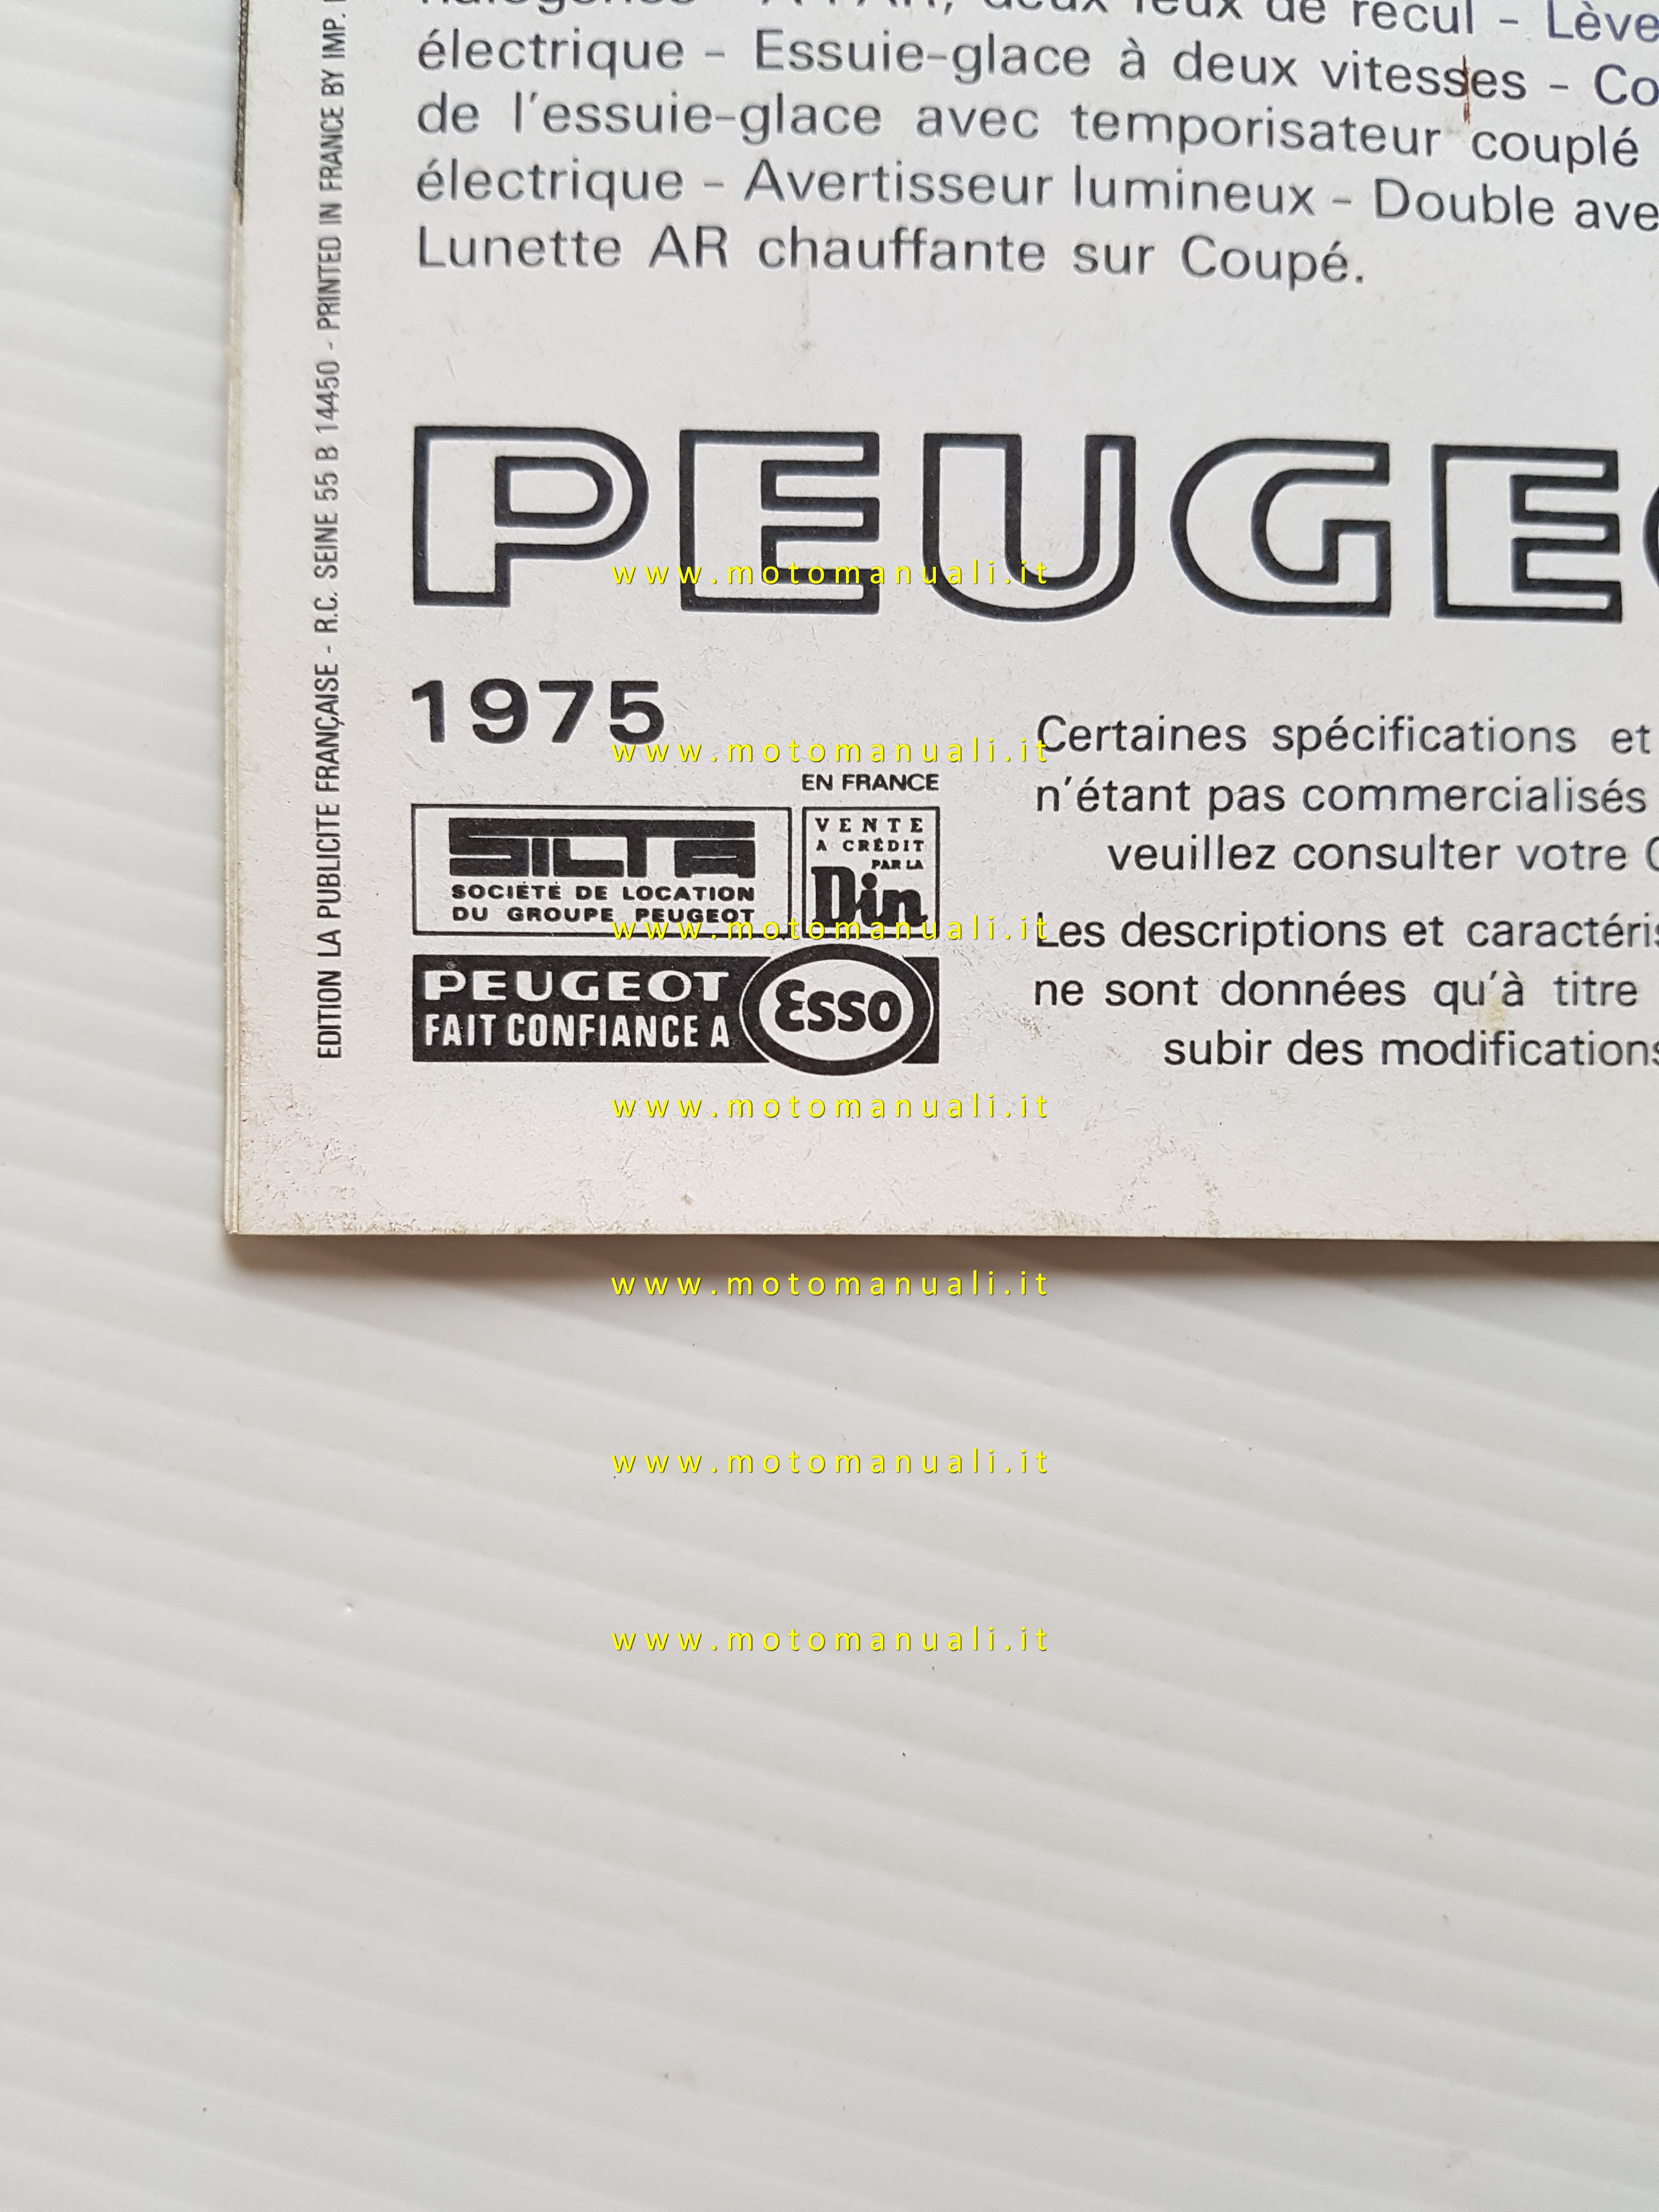 deux feux de recul - Lève
électrique - Essuie-glace à deux vitesses - Co
de l'essuie-glace avec temporisateur couplé
électrique - Avertisseur lumineux - Double ave
Lunette AR chauffante sur Coupé.
PEUGE
1975
EN FRANCE
SILTA
SOCIÉTÉ DE LOCATION
DU GROUPE PEUGEOT
VENTE
A CRÉDIT
PAR LA
Din
PEUGEOT
FAIT CONFIANCE A
Esso
Certaines spécifications et
n'étant pas commercialisés
veuillez consulter votre C
Les descriptions et caractéris
ne sont données qu'à titre
subir des modifications
EDITION LA PUBLICITE FRANÇAISE - R.C. SEINE 55 B 14450 - PRINTED IN FRANCE BY IMP.
www.motomanuali.it
www.motomanuali.it
www.motomanuali.it
www.motomanuali.it
www.motomanuali.it
www.motomanuali.it
www.motomanuali.it